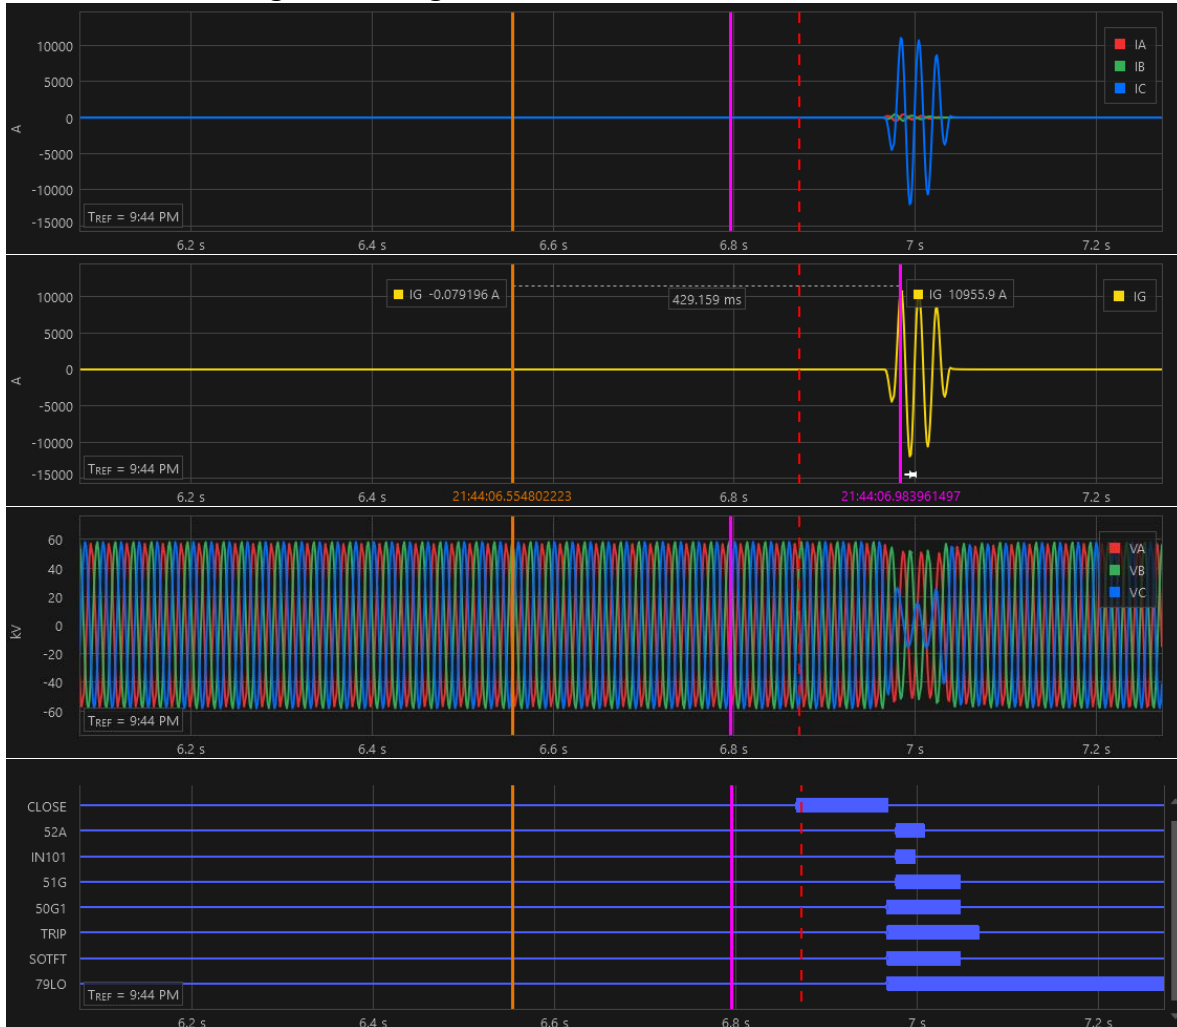 10000
5000
0
-5000
-10000
-15000
A
IA
IB
IC
TREF = 9:44 PM
6.2 s
6.4 s
6.6 s
6.8 s
7 s
7.2 s
10000
5000
0
-5000
-10000
-15000
A
IG -0.079196 A
429.159 ms
IG 10955.9 A
IG
TREF = 9:44 PM
6.2 s
6.4 s
21:44:06.554802223
6.8 s
21:44:06.983961497
7.2 s
60
40
20
0
-20
-40
-60
kV
VA
VB
VC
TREF = 9:44 PM
6.2 s
6.4 s
6.6 s
6.8 s
7 s
7.2 s
CLOSE
52A
IN101
51G
50G1
TRIP
SOTFT
79LO
TREF = 9:44 PM
6.2 s
6.4 s
6.6 s
6.8 s
7 s
7.2 s